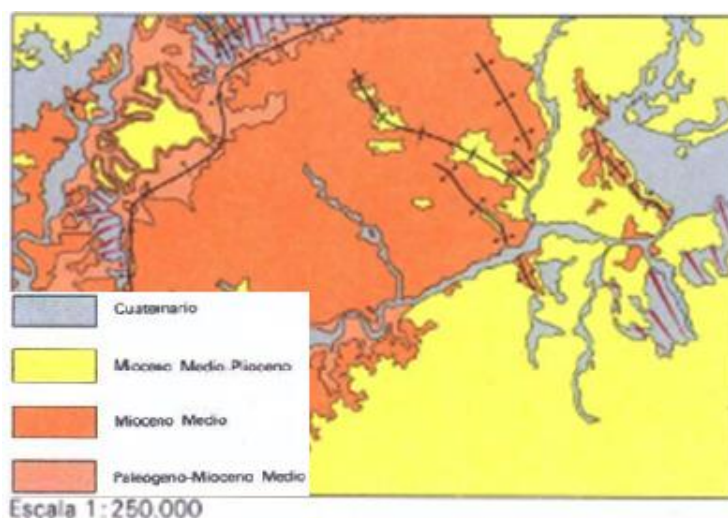 Cuaternario
Mioceno Medio-Plioceno
Mioceno Medio
Paleogeno-Mioceno Medio
Escala 1:250.000